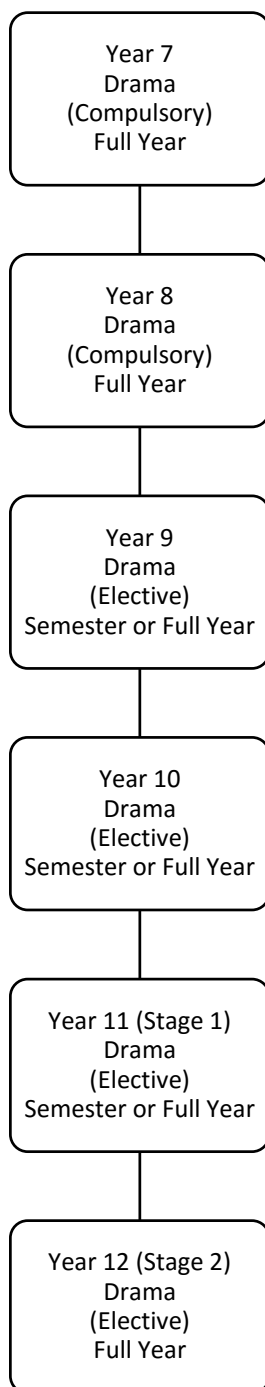 Year 7
Drama
(Compulsory)
Full Year
Year 8
Drama
(Compulsory)
Full Year
Year 9
Drama
(Elective)
Semester or Full Year
Year 10
Drama
(Elective)
Semester or Full Year
Year 11 (Stage 1)
Drama
(Elective)
Semester or Full Year
Year 12 (Stage 2)
Drama
(Elective)
Full Year